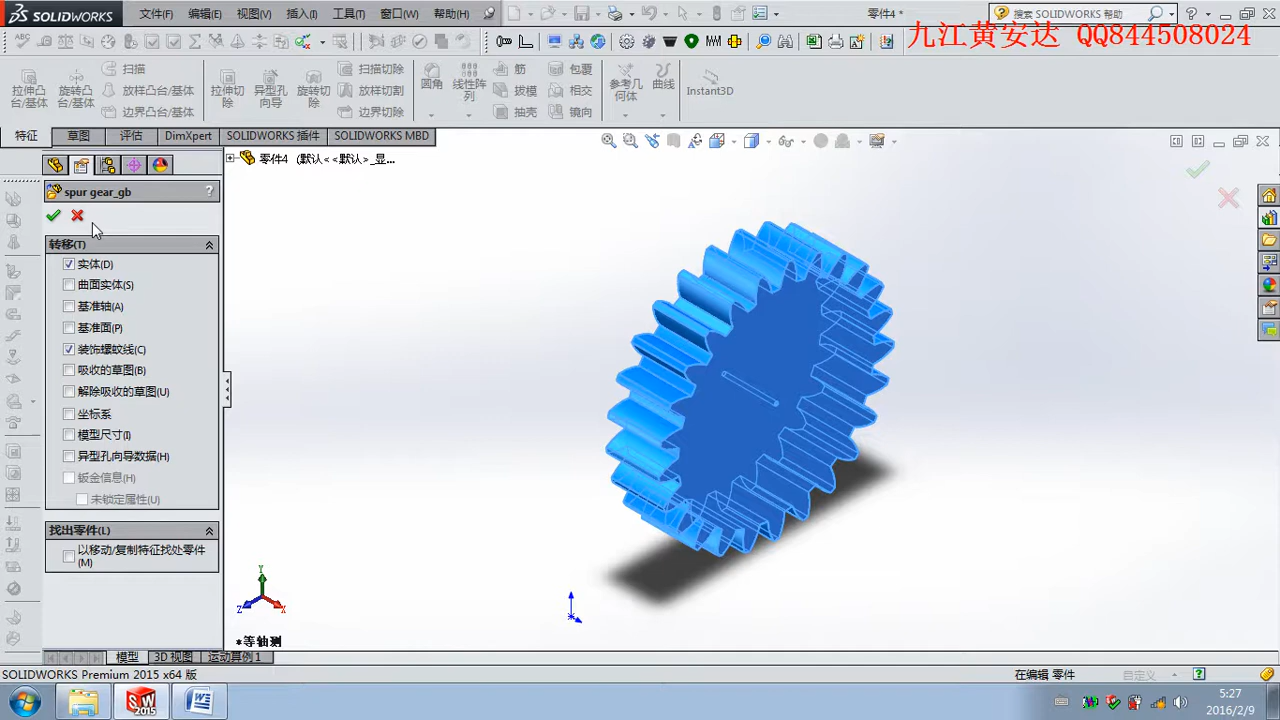 SOLIDWORKS
文件(F)
编辑(E)
视图(V)
插入(I)
工具(T)
窗口(W)
帮助(H)
零件4 *
搜索 SOLIDWORKS 帮助
九江黄安达 QQ844508024
拉伸凸台/基体
旋转凸台/基体
扫描
放样凸台/基体
边界凸台/基体
拉伸切除
异型孔向导
旋转切除
扫描切除
放样切割
边界切除
圆角
线性阵列
筋
拔模
抽壳
包覆
相交
镜向
参考几何体
曲线
Instant3D
特征
草图
评估
DimXpert
SOLIDWORKS 插件
SOLIDWORKS MBD
零件4 (默认<<默认>_显...
spur gear_gb
?
转移(T)
实体(D)
曲面实体(S)
基准轴(A)
基准面(P)
装饰螺纹线(C)
吸收的草图(B)
解除吸收的草图(U)
坐标系
模型尺寸(I)
异型孔向导数据(H)
钣金信息(H)
未锁定属性(U)
找出零件(L)
以移动/复制特征找处零件
(M)
Y
Z
X
*等轴测
模型
3D 视图
运动算例1
SOLIDWORKS Premium 2015 x64 版
在编辑 零件
自定义
SW
2015
5:27
2016/2/9